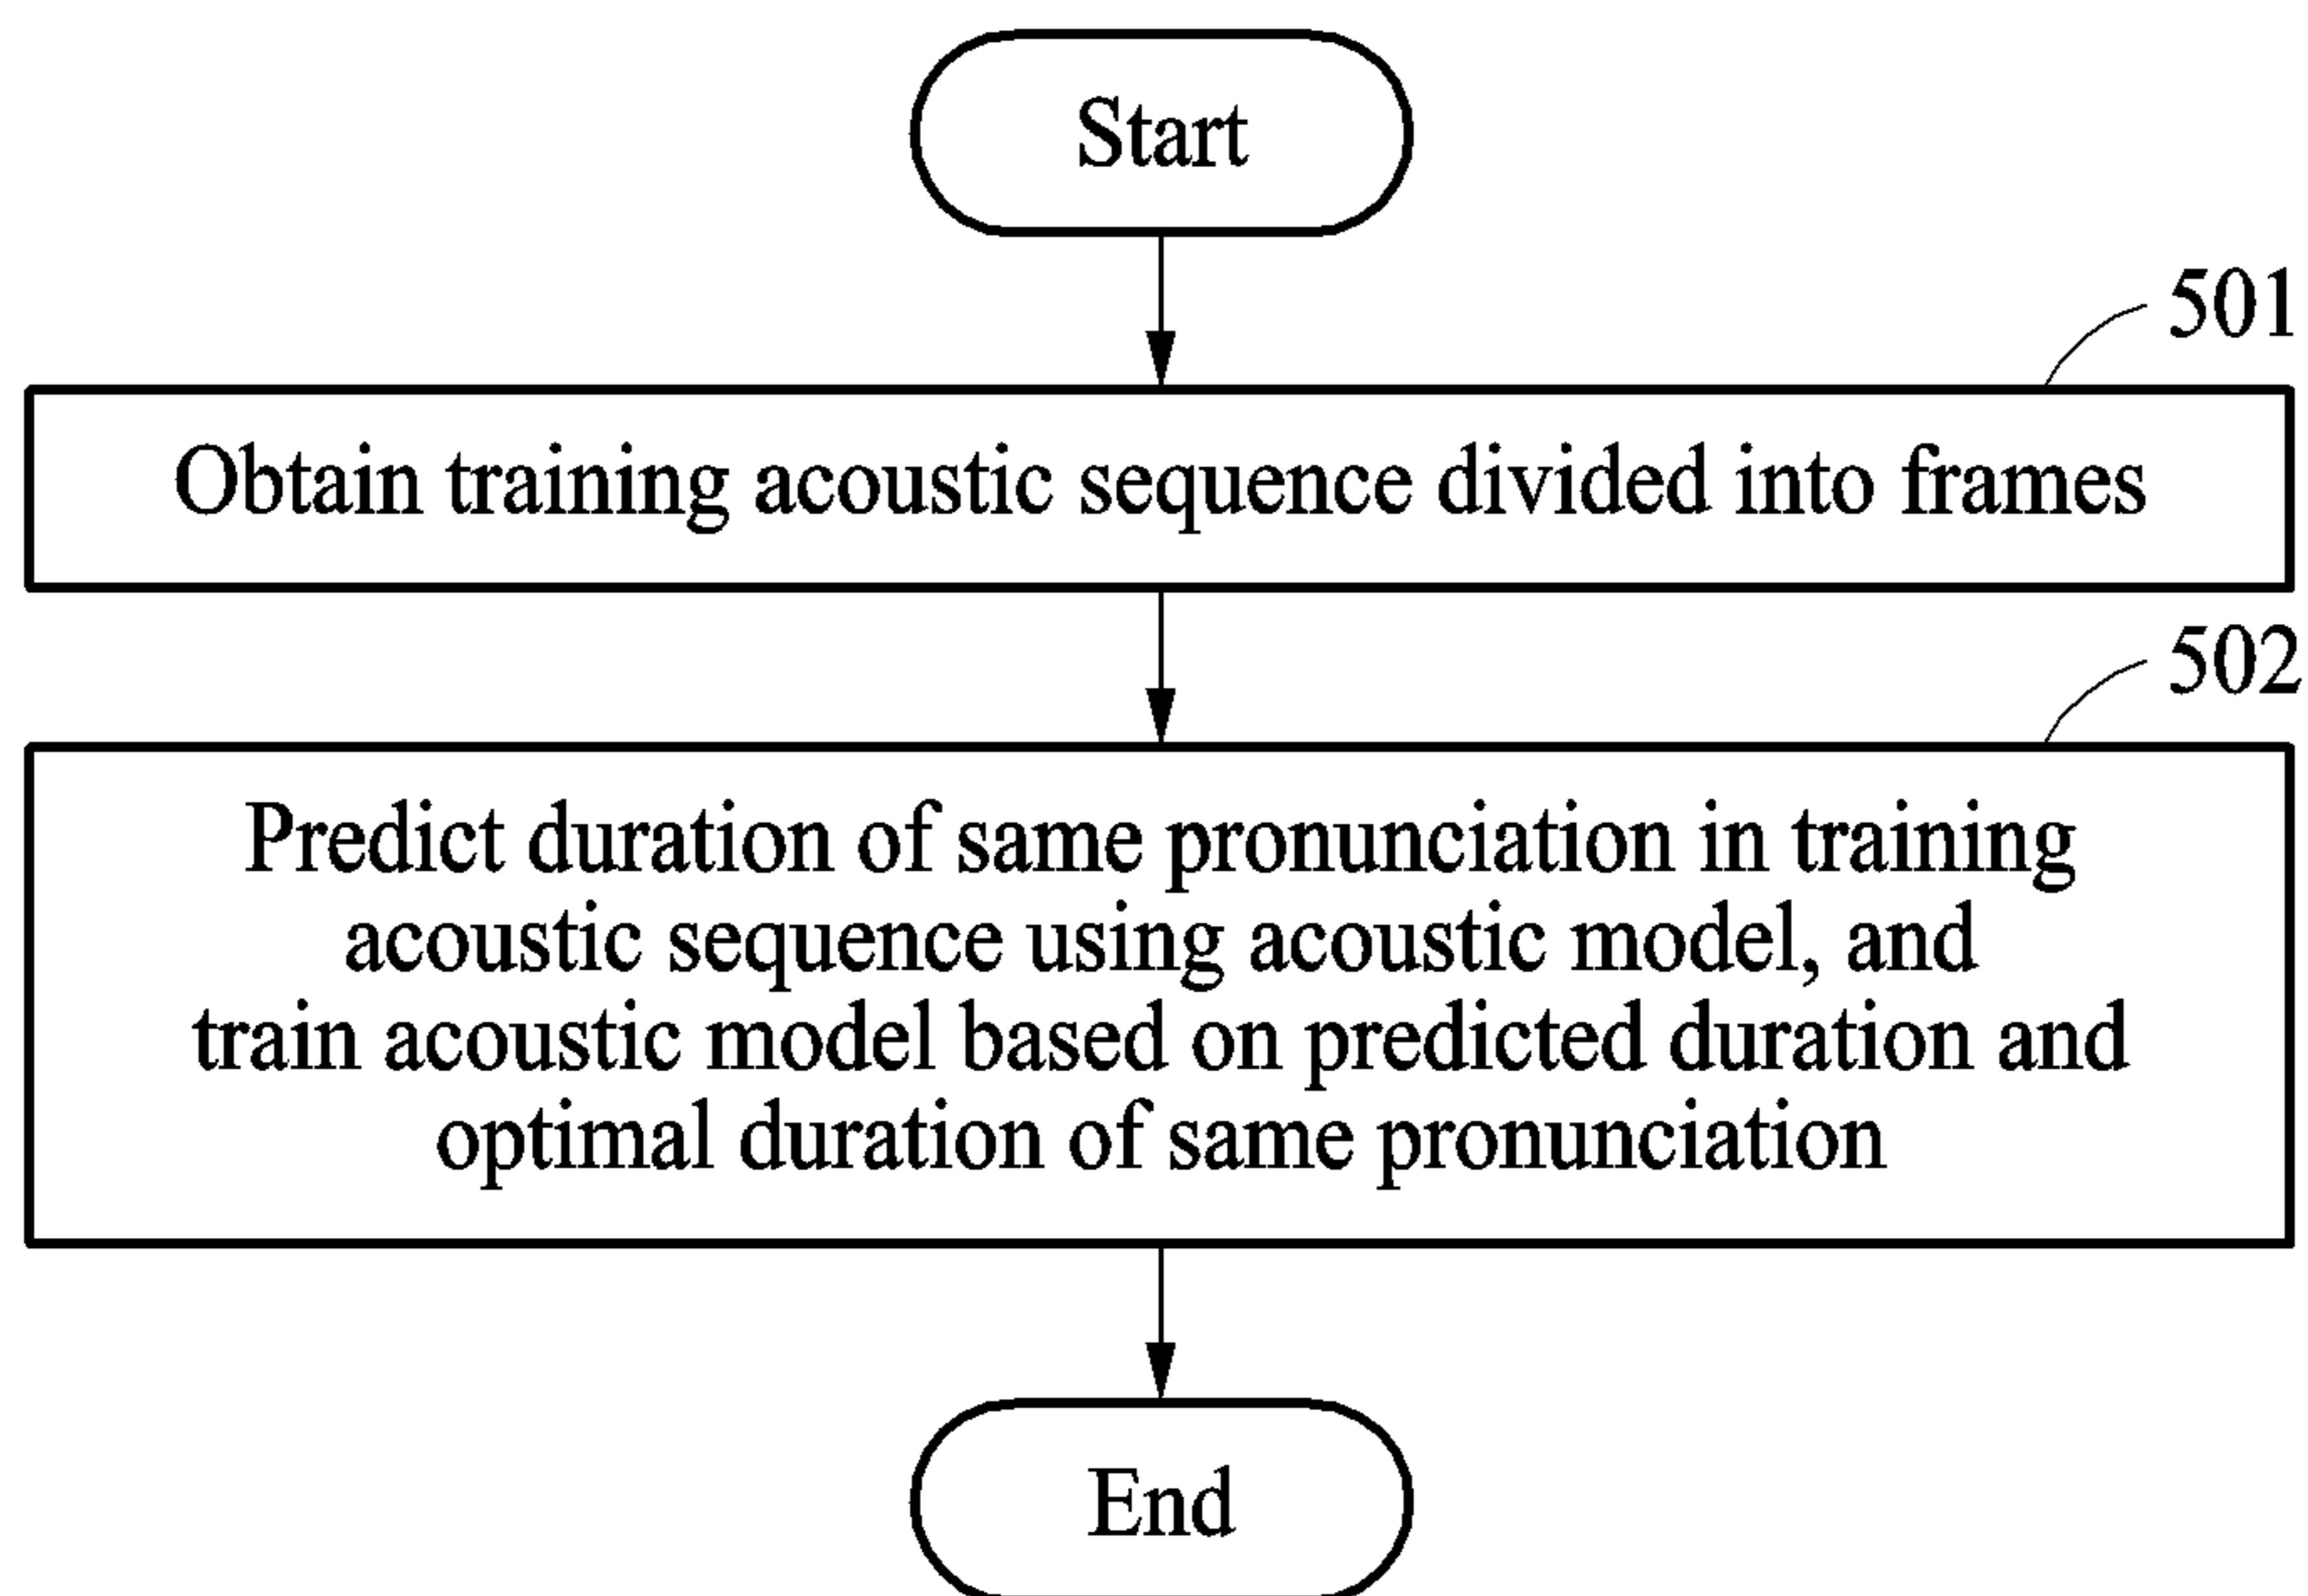 Start
501
Obtain training acoustic sequence divided into frames
502
Predict duration of same pronunciation in training
acoustic sequence using acoustic model, and
train acoustic model based on predicted duration and
optimal duration of same pronunciation
End